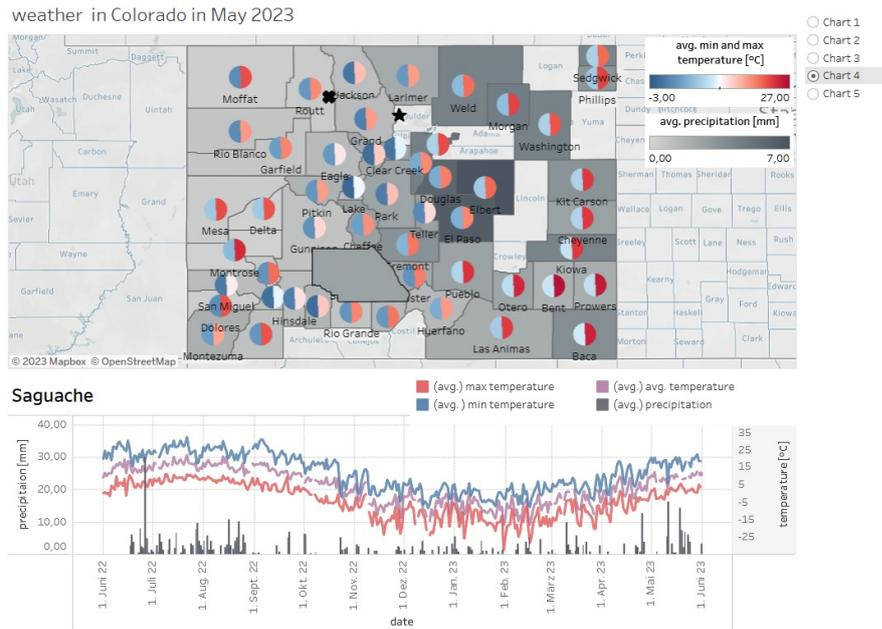 weather in Colorado in May 2023
Chart 1
Chart 2
Chart 3
Chart 4
Chart 5
avg. min and max
temperature [°C]
-3,00 27,00
avg. precipitation [mm]
0,00 7,00
Summit
Daggett
Wasatch
Duchesne
Uintah
Utah
Carbon
Emery
Grand
Sevier
Wayne
Garfield
San Juan
Moffat
Routt
Jackson
Larimer
Weld
Logan
Sedgwick
Phillips
Morgan
Yuma
Washington
Adams
Arapahoe
Rio Blanco
Grand
Garfield
Eagle
Clear Creek
Pitkin
Lake
Park
Douglas
Elbert
Lincoln
Kit Carson
Mesa
Delta
Chaffee
Teller
El Paso
Cheyenne
Montrose
Crowley
Kiowa
San Miguel
Pueblo
Otero
Bent
Prowers
Hinsdale
Dolores
Rio Grande
Huerfano
Las Animas
Baca
Montezuma
Archuleta
Sherman Thomas Sheridan
Rooks
Wallace Logan Gove Trego Ellis
Greeley Scott Lane Ness Rush
Hodgeman
Kearny
Edwards
Gray
Ford
Kiowa
Stanton
Haskell
Grant
Clark
Morton
Seward
© 2023 Mapbox © OpenStreetMap
Saguache
(avg.) max temperature
(avg.) avg. temperature
(avg.) min temperature
(avg.) precipitation
precipitaion [mm]
40,00
30,00
20,00
10,00
0,00
35
25
15
5
-5
-15
-25
temperature [°C]
1. Juni 22
1. Juli 22
1. Aug. 22
1. Sept. 22
1. Okt. 22
1. Nov. 22
1. Dez. 22
1. Jan. 23
1. Feb. 23
1. März 23
1. Apr. 23
1. Mai 23
1. Juni 23
date